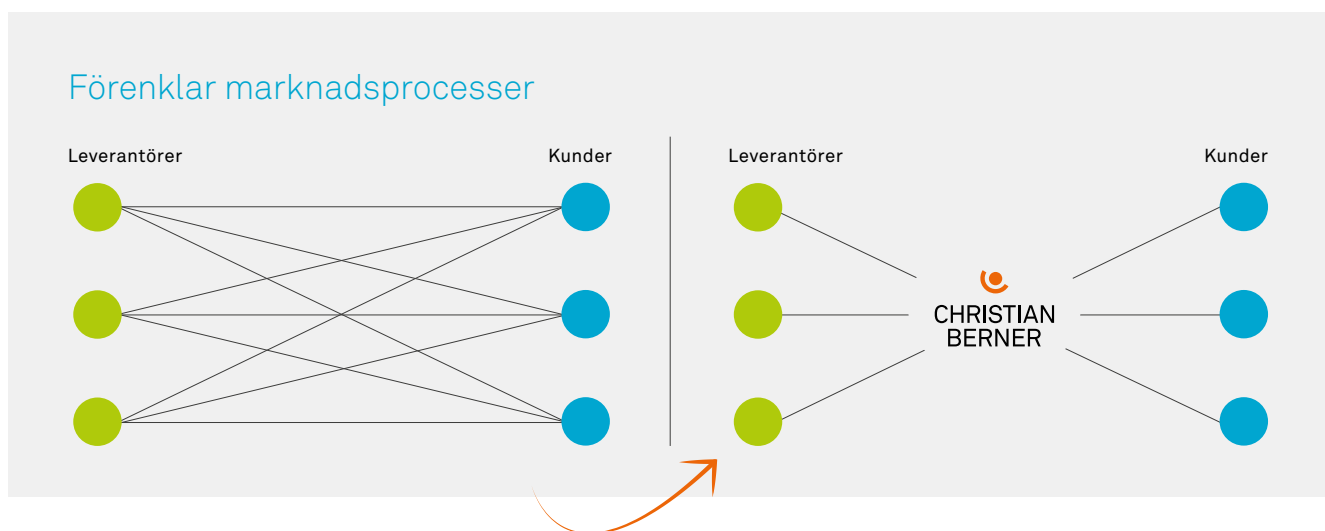 Förenklar marknadsprocesser
Leverantörer
Kunder
Leverantörer
Kunder
CHRISTIAN
BERNER